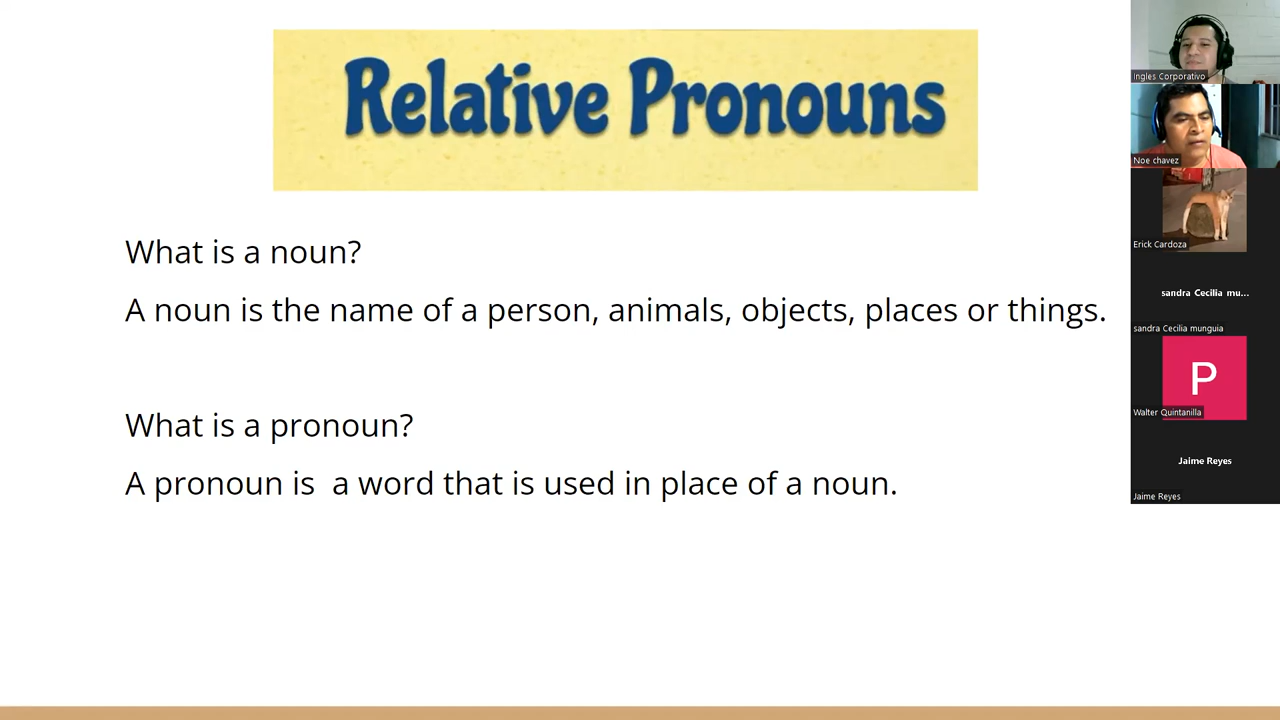 Relative Pronouns
What is a noun?
A noun is the name of a person, animals, objects, places or things.
What is a pronoun?
A pronoun is  a word that is used in place of a noun.
Ingles Corporativo
Noe chavez
Erick Cardoza
sandra Cecilia mu...
sandra Cecilia munguia
P
Walter Quintanilla
Jaime Reyes
Jaime Reyes